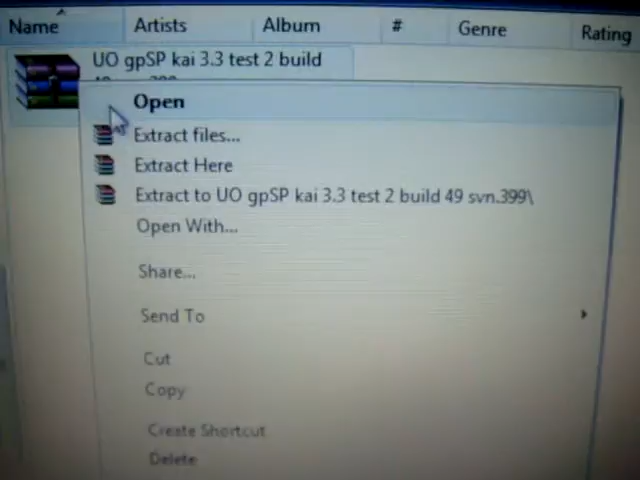 Name Artists Album # Genre Rating
UO gpSP kai 3.3 test 2 build
Open
Extract files...
Extract Here
Extract to UO gpSP kai 3.3 test 2 build 49 svn.399\
Open With...
Share...
Send To
Cut
Copy
Create Shortcut
Delete